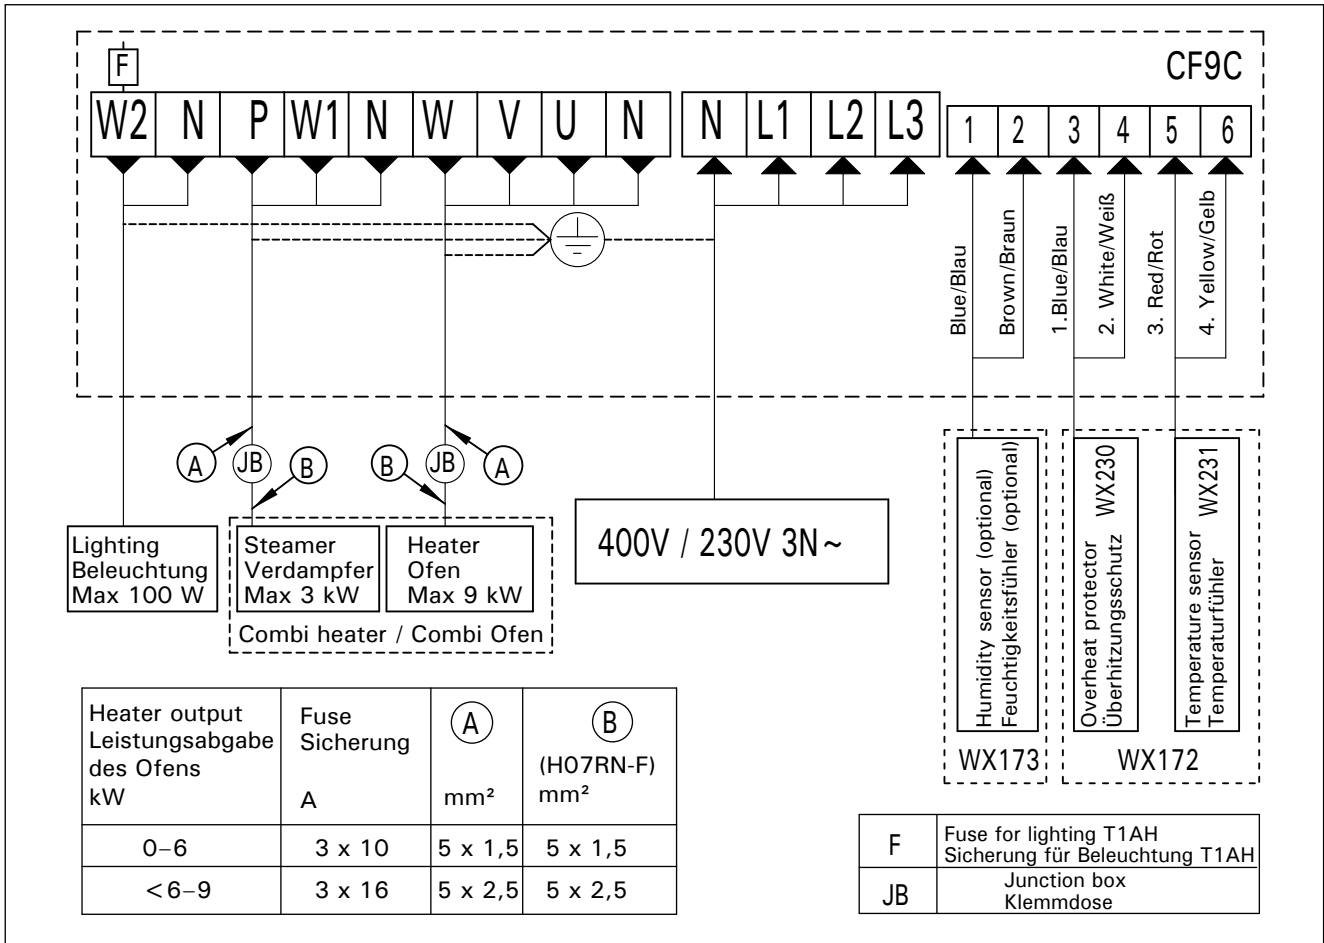 F
CF9C
W2 N P W1 N W V U N N L1 L2 L3 1 2 3 4 5 6
Blue/Blau
Brown/Braun
1.Blue/Blau
2. White/Weiß
3. Red/Rot
4. Yellow/Gelb
A JB B B JB A
Lighting
Beleuchtung
Max 100 W
Steamer
Verdampfer
Max 3 kW
Heater
Ofen
Max 9 kW
Combi heater / Combi Ofen
400V / 230V 3N~
Humidity sensor (optional)
Feuchtigkeitsfühler (optional)
WX173
Overheat protector WX230
Überhitzungsschutz
Temperature sensor WX231
Temperaturfühler
WX172
Heater output
Leistungsabgabe
des Ofens
kW
Fuse
Sicherung
A
A
mm²
B
(H07RN-F)
mm²
0–6 3 x 10 5 x 1,5 5 x 1,5
<6–9 3 x 16 5 x 2,5 5 x 2,5
F Fuse for lighting T1AH
Sicherung für Beleuchtung T1AH
JB Junction box
Klemmdose